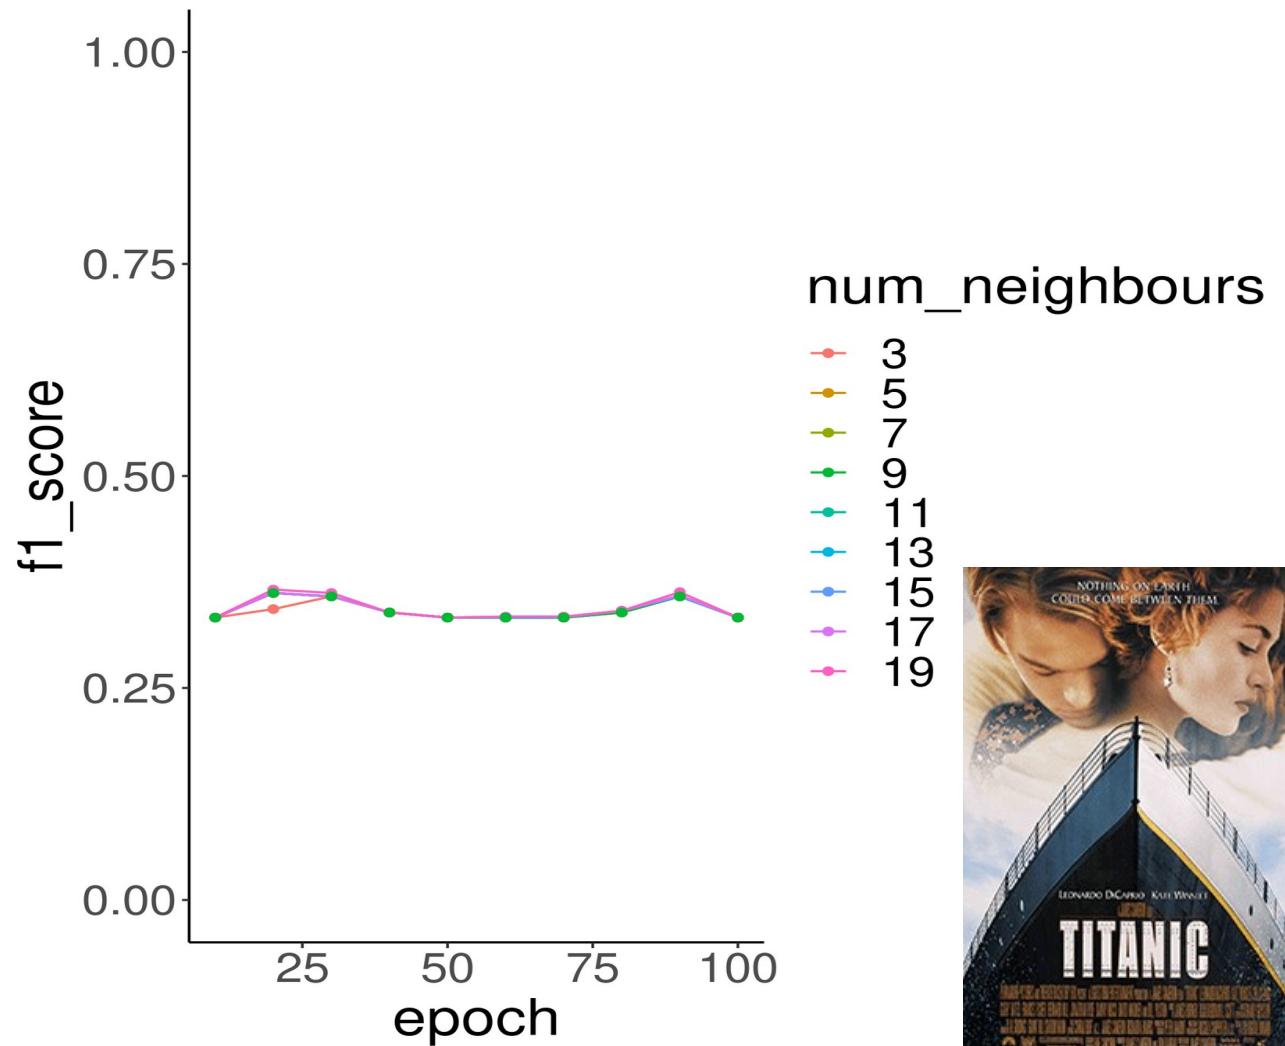 1.00
0.75
0.50
0.25
0.00
f1_score
25 50 75 100
epoch
num_neighbours
3
5
7
9
11
13
15
17
19
NOTHING ON EARTH
COULD COME BETWEEN THEM.
LEONARDO DICAPRIO KATE WINSLET
TITANIC